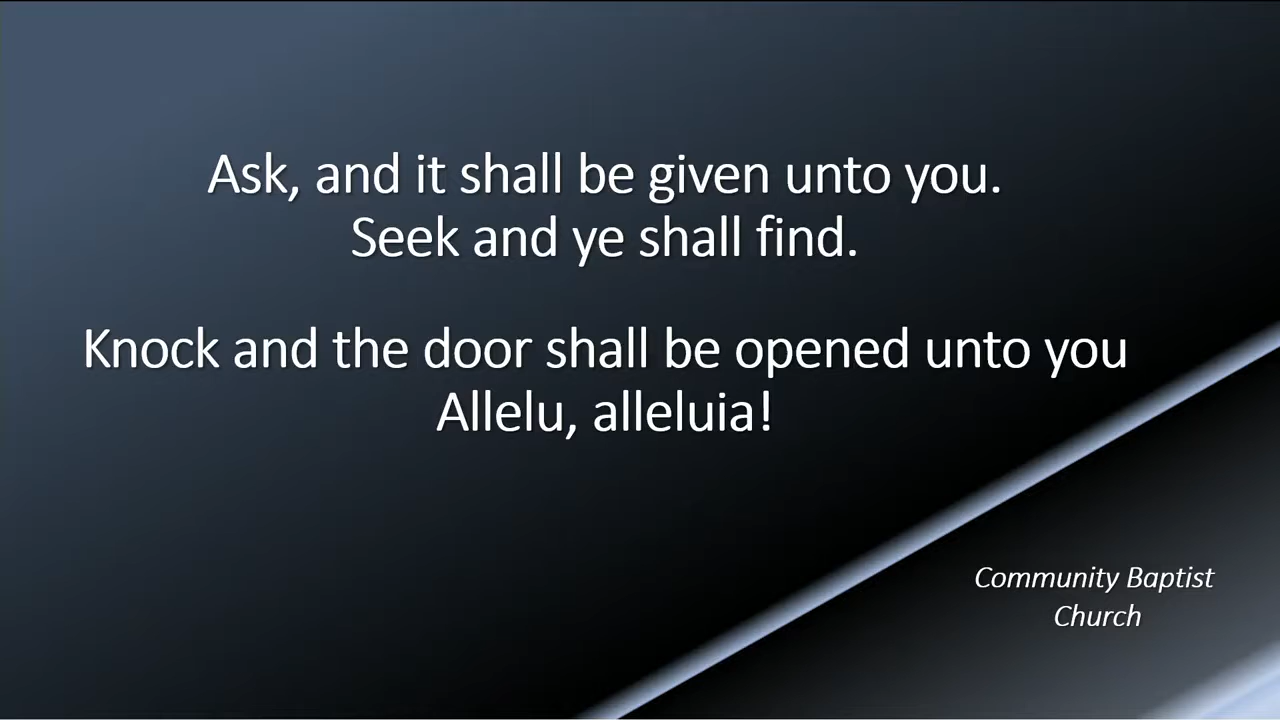 Ask, and it shall be given unto you.
Seek and ye shall find.
Knock and the door shall be opened unto you
Allelu, alleluia!
Community Baptist
Church